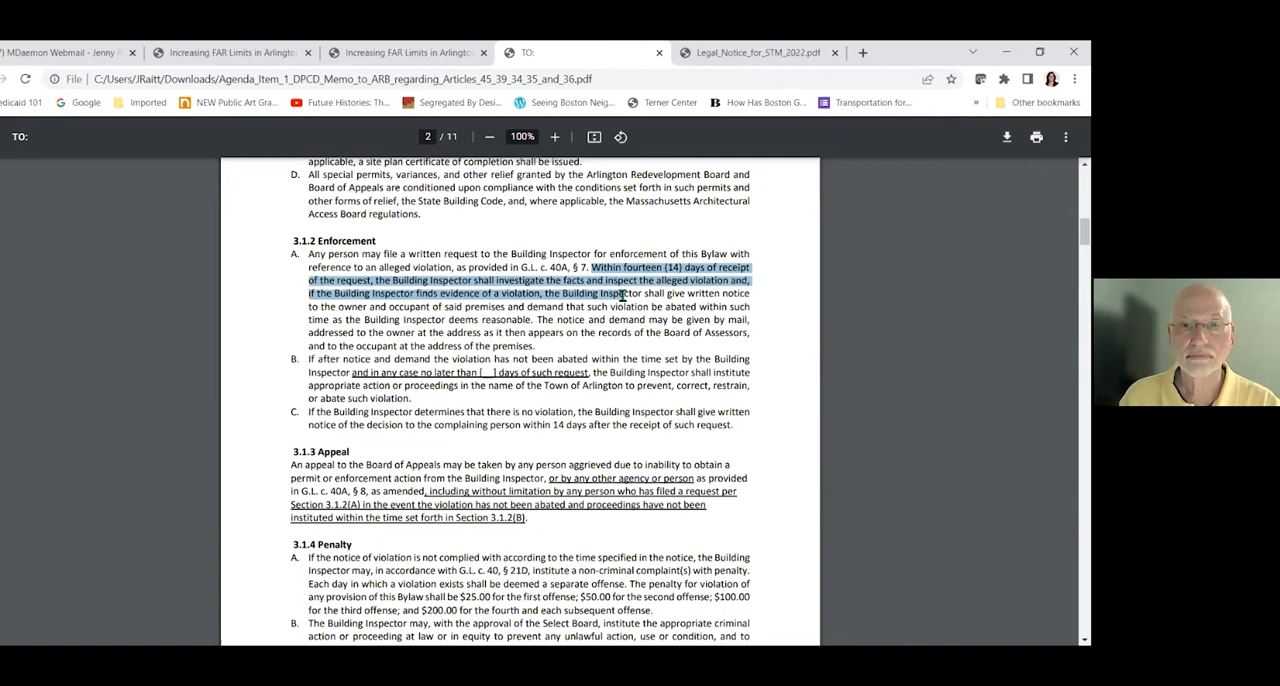 ) MDaemon Webmail - Jenny
Increasing FAR Limits in Arlingto
Increasing FAR Limits in Arlingto
TO:
Legal_Notice_for_STM_2022.pdf
File | C:/Users/JRaitt/Downloads/Agenda_Item_1_DPCD_Memo_to_ARB_regarding_Articles_45_39_34_35_and_36.pdf
edicaid 101 Google Imported NEW Public Art Gra... Future Histories: Th... Segregated By Desi... Seeing Boston Neig... Terner Center How Has Boston G... Transportation for... » Other bookmarks
TO: 2 / 11 100%
applicable, a site plan certificate of completion shall be issued.
D. All special permits, variances, and other relief granted by the Arlington Redevelopment Board and
Board of Appeals are conditioned upon compliance with the conditions set forth in such permits and
other forms of relief, the State Building Code, and, where applicable, the Massachusetts Architectural
Access Board regulations.
3.1.2 Enforcement
A. Any person may file a written request to the Building Inspector for enforcement of this Bylaw with
reference to an alleged violation, as provided in G.L. c. 40A, § 7. Within fourteen (14) days of receipt
of the request, the Building Inspector shall investigate the facts and inspect the alleged violation and,
if the Building Inspector finds evidence of a violation, the Building Inspector shall give written notice
to the owner and occupant of said premises and demand that such violation be abated within such
time as the Building Inspector deems reasonable. The notice and demand may be given by mail,
addressed to the owner at the address as it then appears on the records of the Board of Assessors,
and to the occupant at the address of the premises.
B. If after notice and demand the violation has not been abated within the time set by the Building
Inspector and in any case no later than [__] days of such request, the Building Inspector shall institute
appropriate action or proceedings in the name of the Town of Arlington to prevent, correct, restrain,
or abate such violation.
C. If the Building Inspector determines that there is no violation, the Building Inspector shall give written
notice of the decision to the complaining person within 14 days after the receipt of such request.
3.1.3 Appeal
An appeal to the Board of Appeals may be taken by any person aggrieved due to inability to obtain a
permit or enforcement action from the Building Inspector, or by any other agency or person as provided
in G.L. c. 40A, § 8, as amended, including without limitation by any person who has filed a request per
Section 3.1.2(A) in the event the violation has not been abated and proceedings have not been
instituted within the time set forth in Section 3.1.2(B).
3.1.4 Penalty
A. If the notice of violation is not complied with according to the time specified in the notice, the Building
Inspector may, in accordance with G.L. c. 40, § 21D, institute a non-criminal complaint(s) with penalty.
Each day in which a violation exists shall be deemed a separate offense. The penalty for violation of
any provision of this Bylaw shall be $25.00 for the first offense; $50.00 for the second offense; $100.00
for the third offense; and $200.00 for the fourth and each subsequent offense.
B. The Building Inspector may, with the approval of the Select Board, institute the appropriate criminal
action or proceeding at law or in equity to prevent any unlawful action, use or condition, and to